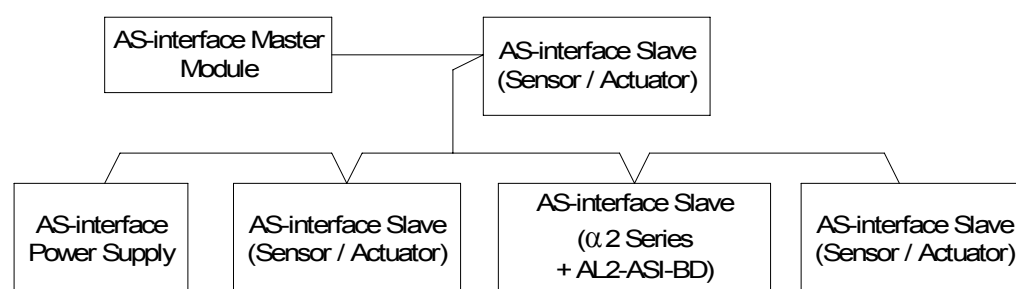 AS-interface Master
Module
AS-interface Slave
(Sensor / Actuator)
AS-interface
Power Supply
AS-interface Slave
(Sensor / Actuator)
AS-interface Slave
(α2 Series
+ AL2-ASI-BD)
AS-interface Slave
(Sensor / Actuator)